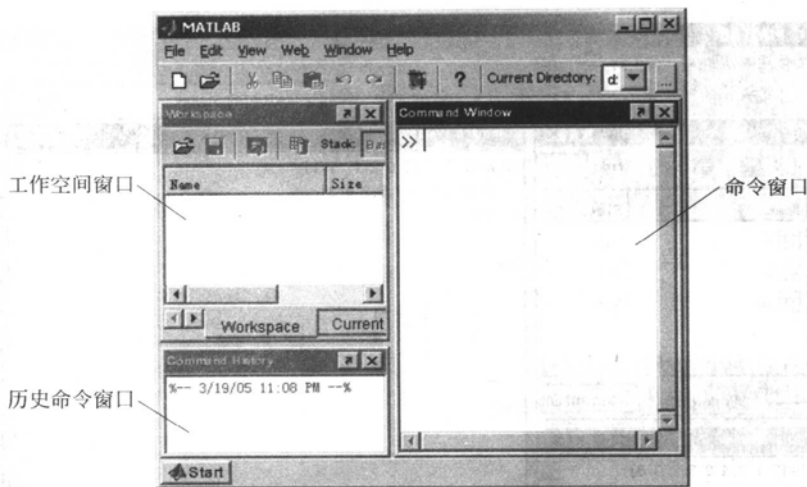 MATLAB
File Edit View Web Window Help
? Current Directory: d:
...
Workspace
Stack: Bas
Name Size
Workspace Current
Command History
%-- 3/19/05 11:08 PM --%
Start
Command Window
>>
工作空间窗口
历史命令窗口
命令窗口